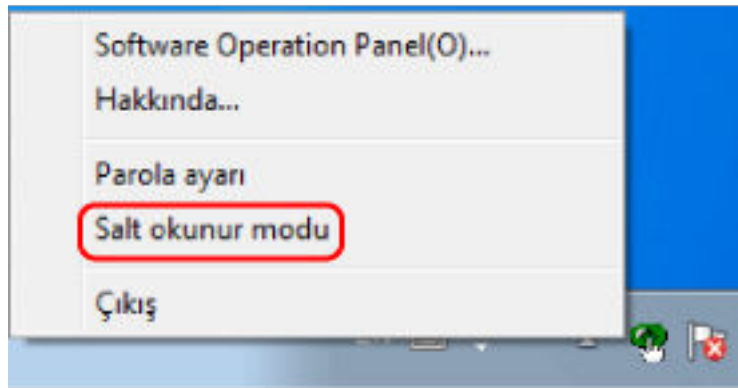 Software Operation Panel(O)...
Hakkında...
Parola ayarı
Salt okunur modu
Çıkış